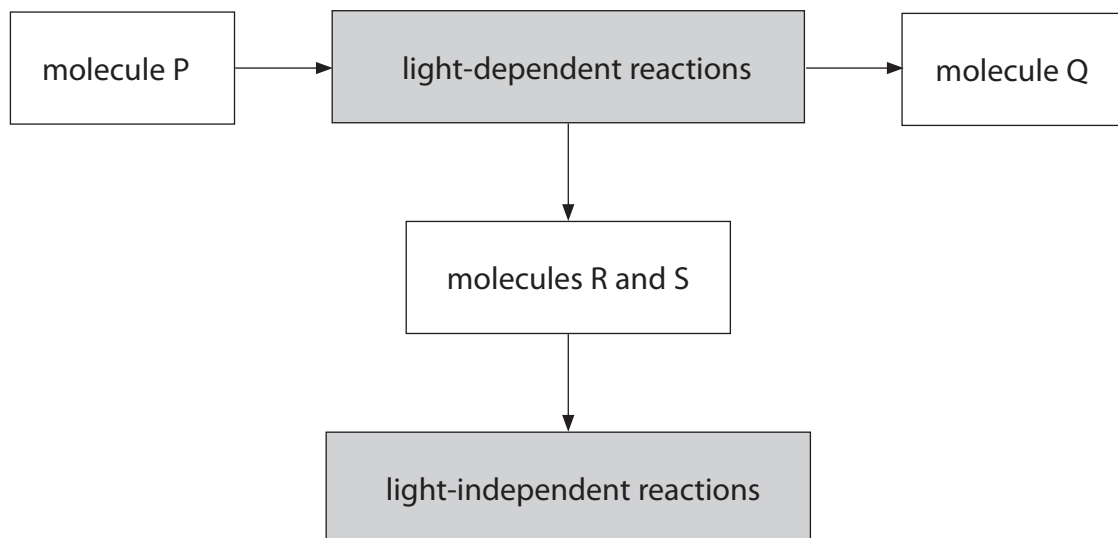 molecule P
light-dependent reactions
molecule Q
molecules R and S
light-independent reactions